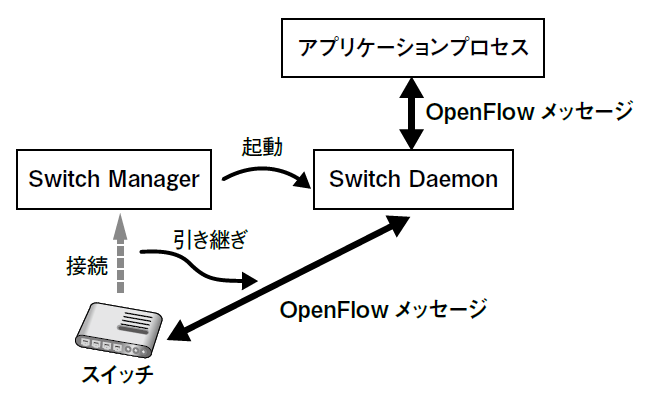 アプリケーションプロセス
OpenFlow メッセージ
起動
Switch Manager
Switch Daemon
引き継ぎ
接続
OpenFlow メッセージ
スイッチ